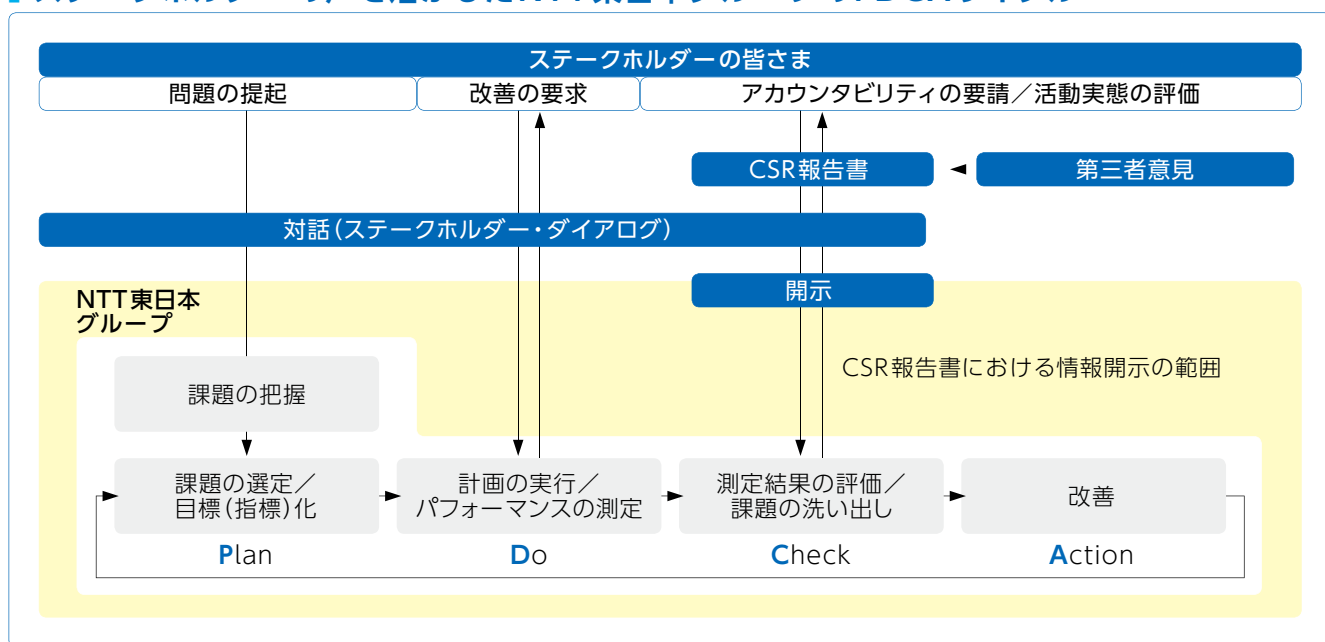 ステークホルダーの皆さま
問題の提起
改善の要求
アカウンタビリティの要請／活動実態の評価
CSR報告書
第三者意見
対話（ステークホルダー・ダイアログ）
開示
NTT東日本
グループ
CSR報告書における情報開示の範囲
課題の把握
課題の選定／
目標（指標）化
計画の実行／
パフォーマンスの測定
測定結果の評価／
課題の洗い出し
改善
Plan
Do
Check
Action